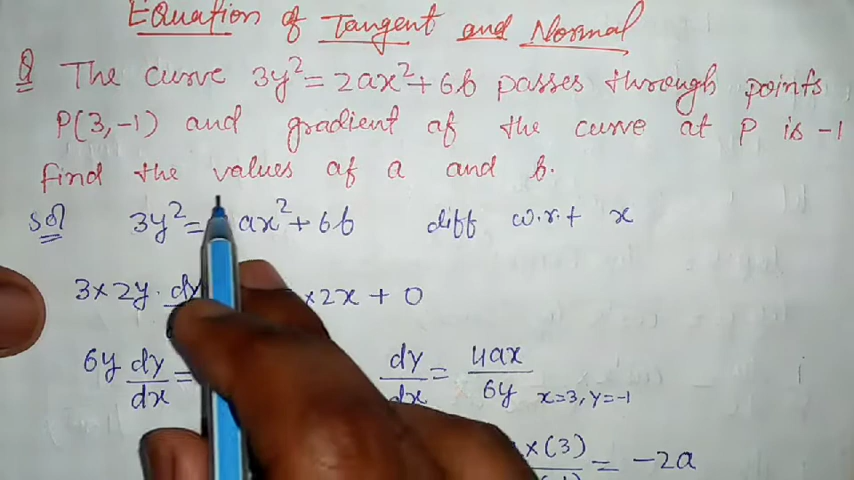 Equation of Tangent and Normal
Q The curve 3y² = 2ax² + 6b passes through points
P(3,-1) and gradient of the curve at P is -1
find the values of a and b.
Sol 3y² = ax² + 6b diff w.r.t x
3×2y· dy ×2x + 0
6y dy/dx = dy/dx = 4ax/6y x=3, y=-1
×(3) = -2a